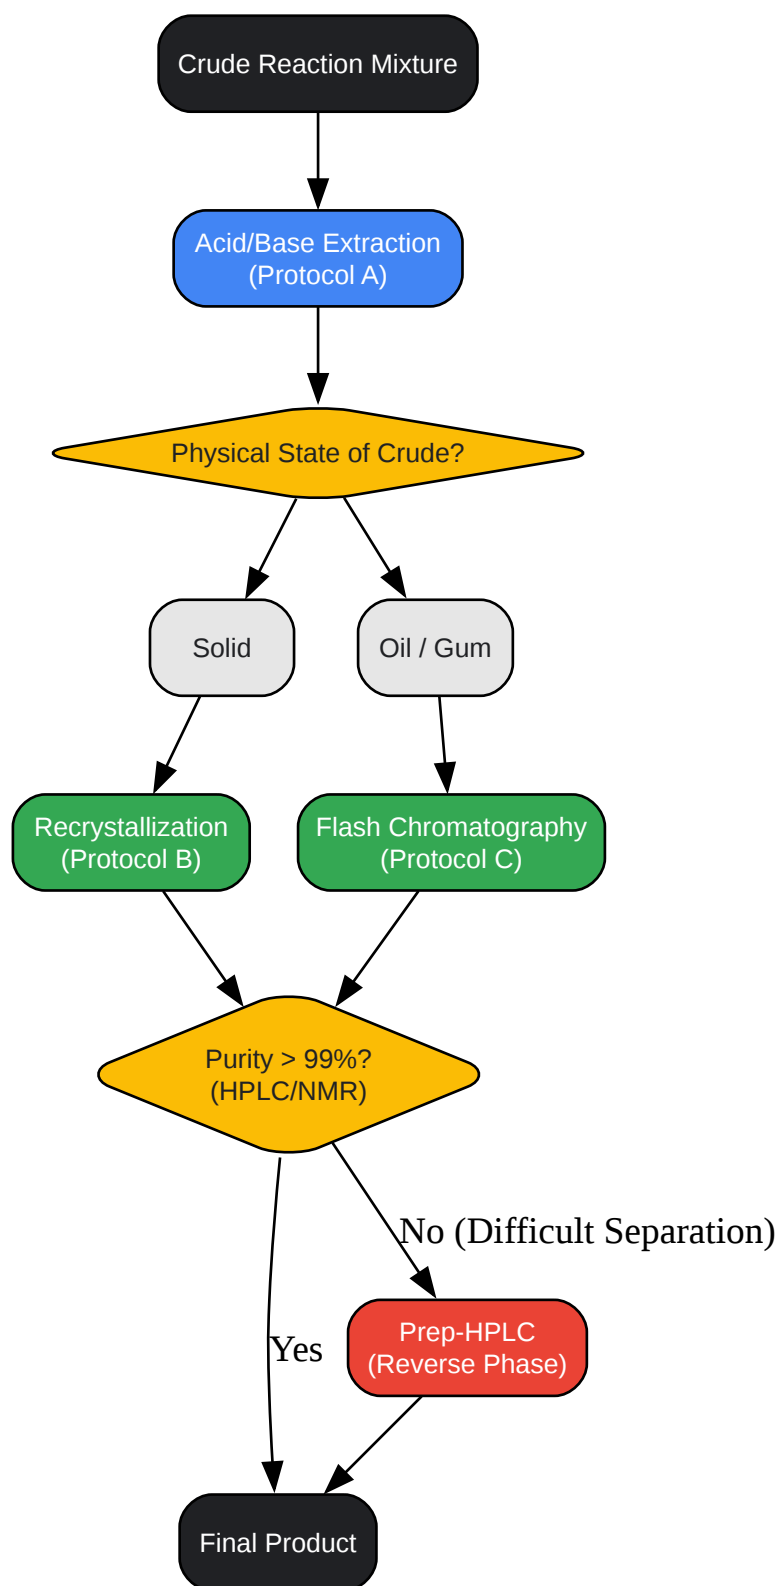 Crude Reaction Mixture
Acid/Base Extraction
(Protocol A)
Physical State of Crude?
Solid
Oil / Gum
Recrystallization
(Protocol B)
Flash Chromatography
(Protocol C)
Purity > 99%?
(HPLC/NMR)
No (Difficult Separation)
Prep-HPLC
(Reverse Phase)
Yes
Final Product